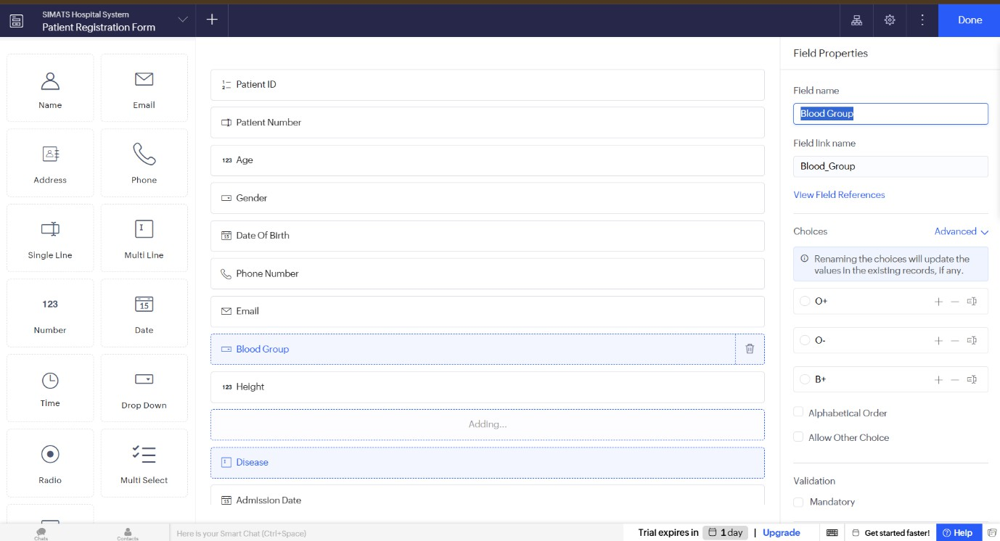 SIMATS Hospital System
Patient Registration Form
Done
Name
Email
Address
Phone
Single Line
Multi Line
123
Number
15
Date
Time
Drop Down
Radio
Multi Select
Patient ID
Patient Number
123 Age
Gender
Date Of Birth
Phone Number
Email
Blood Group
123 Height
Adding...
Disease
Admission Date
Field Properties
Field name
Blood Group
Field link name
Blood_Group
View Field References
Choices
Advanced
Renaming the choices will update the
values in the existing records, if any.
O+
O-
B+
Alphabetical Order
Allow Other Choice
Validation
Mandatory
Chats
Contacts
Here is your Smart Chat (Ctrl+Space)
Trial expires in 1 day | Upgrade
Get started faster!
Help